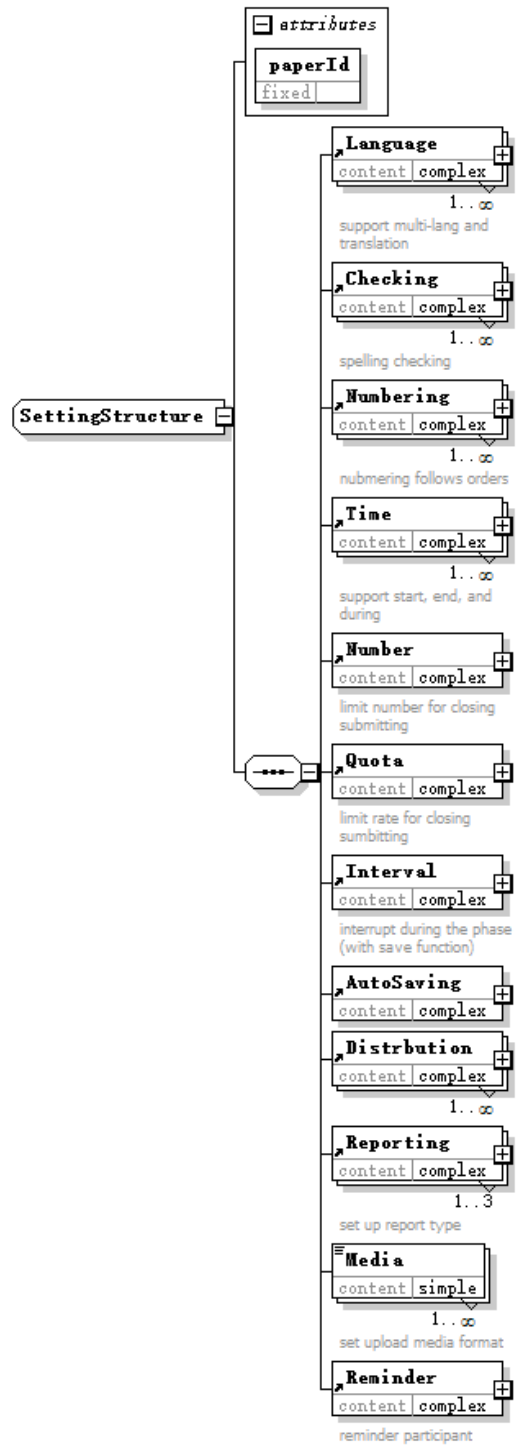 attributes
paperId
fixed
Language
content complex
1..∞
support multi-lang and
translation
Checking
content complex
1..∞
spelling checking
Numbering
content complex
1..∞
nubmering follows orders
SettingStructure
Time
content complex
1..∞
support start, end, and
during
Number
content complex
limit number for closing
submitting
Quota
content complex
limit rate for closing
sumbitting
Interval
content complex
interrupt during the phase
(with save function)
AutoSaving
content complex
Distrbution
content complex
1..∞
Reporting
content complex
1..3
set up report type
Media
content simple
1..∞
set upload media format
Reminder
content complex
reminder participant